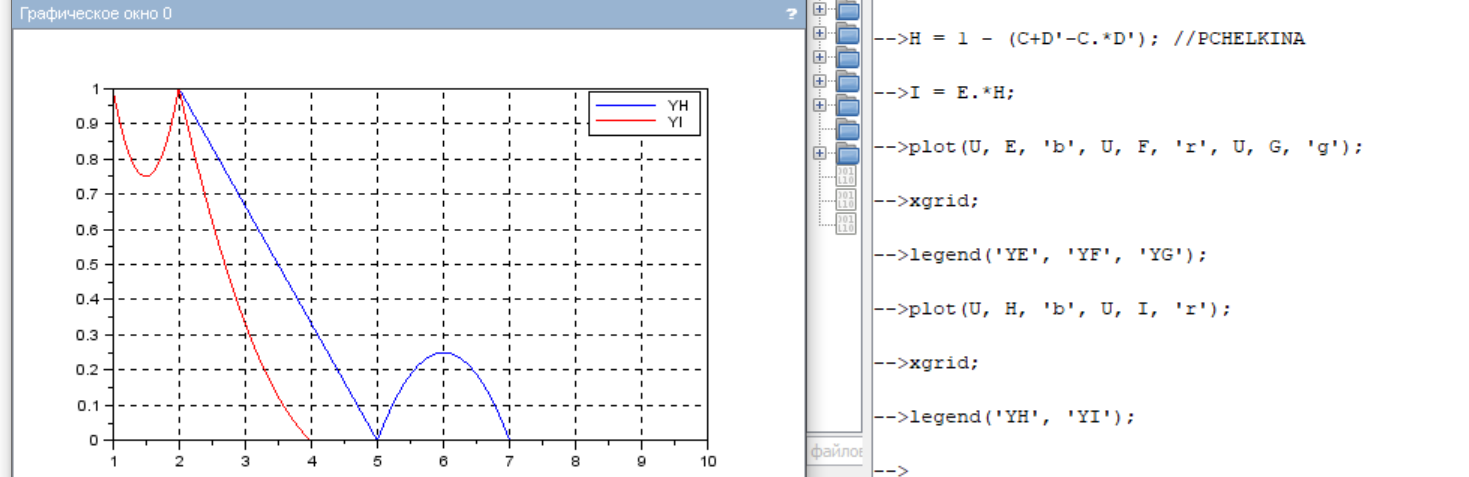 Графическое окно 0
?
1
0.9
0.8
0.7
0.6
0.5
0.4
0.3
0.2
0.1
0
1 2 3 4 5 6 7 8 9 10
YH
YI
файлов
-->H = 1 - (C+D'-C.*D'); //PCHELKINA
-->I = E.*H;
-->plot(U, E, 'b', U, F, 'r', U, G, 'g');
-->xgrid;
-->legend('YE', 'YF', 'YG');
-->plot(U, H, 'b', U, I, 'r');
-->xgrid;
-->legend('YH', 'YI');
-->